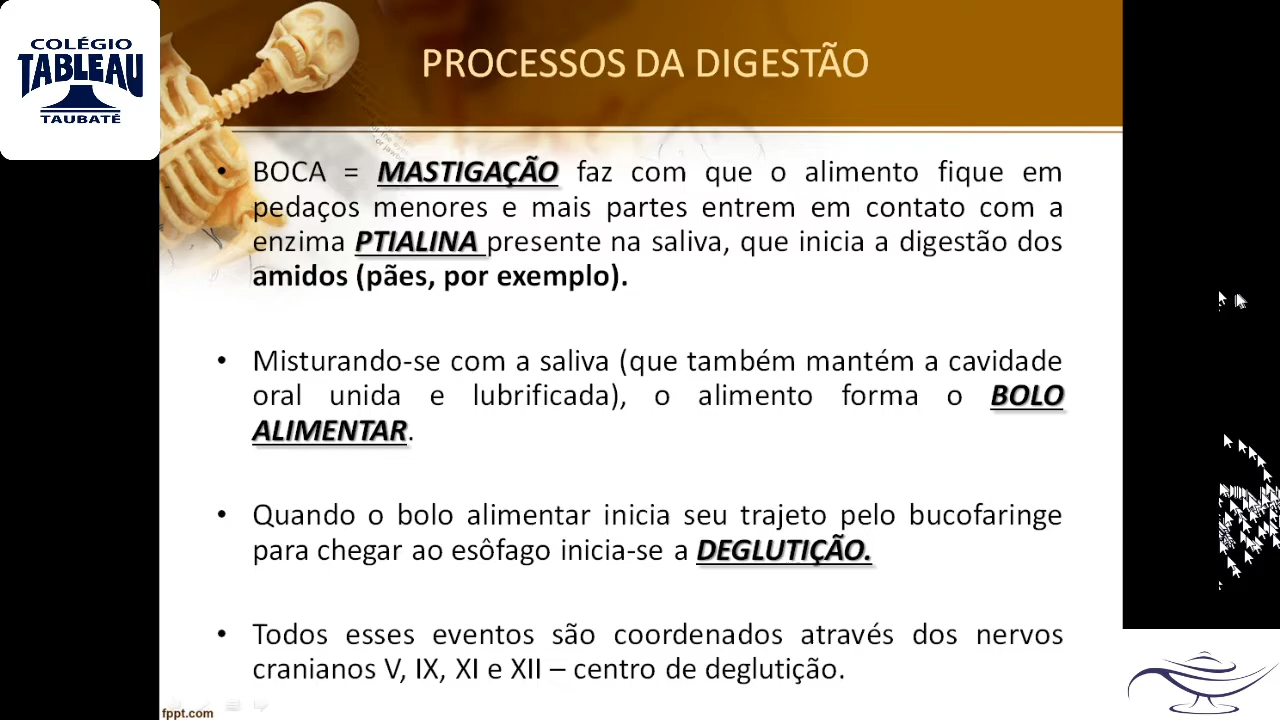 COLÉGIO
TABLEAU
TAUBATÉ
PROCESSOS DA DIGESTÃO
• BOCA = MASTIGAÇÃO faz com que o alimento fique em
pedaços menores e mais partes entrem em contato com a
enzima PTIALINA presente na saliva, que inicia a digestão dos
amidos (pães, por exemplo).
• Misturando-se com a saliva (que também mantém a cavidade
oral unida e lubrificada), o alimento forma o BOLO
ALIMENTAR.
• Quando o bolo alimentar inicia seu trajeto pelo bucofaringe
para chegar ao esôfago inicia-se a DEGLUTIÇÃO.
• Todos esses eventos são coordenados através dos nervos
cranianos V, IX, XI e XII – centro de deglutição.
fppt.com